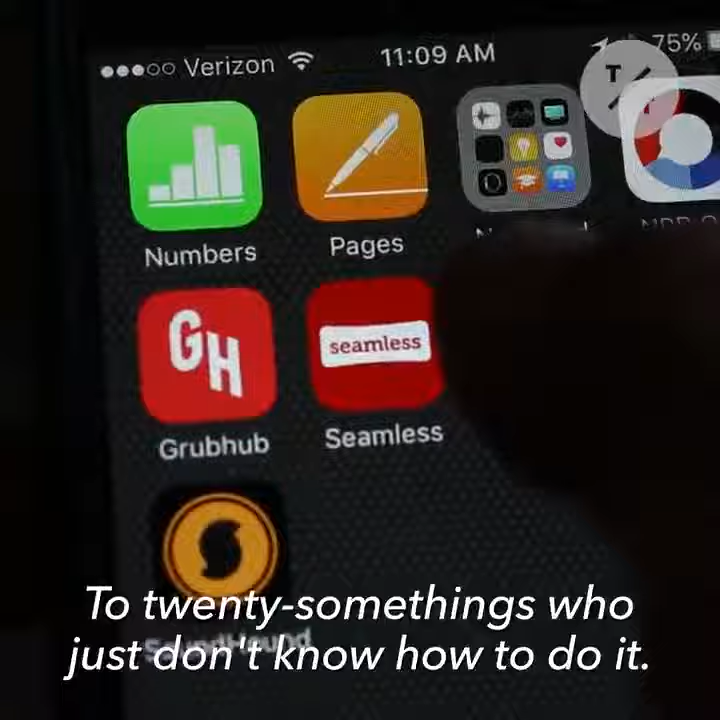 Verizon 11:09 AM 75%
T/T
Numbers Pages
GH
seamless
Grubhub Seamless
S
SoundHound
To twenty-somethings who
just don't know how to do it.